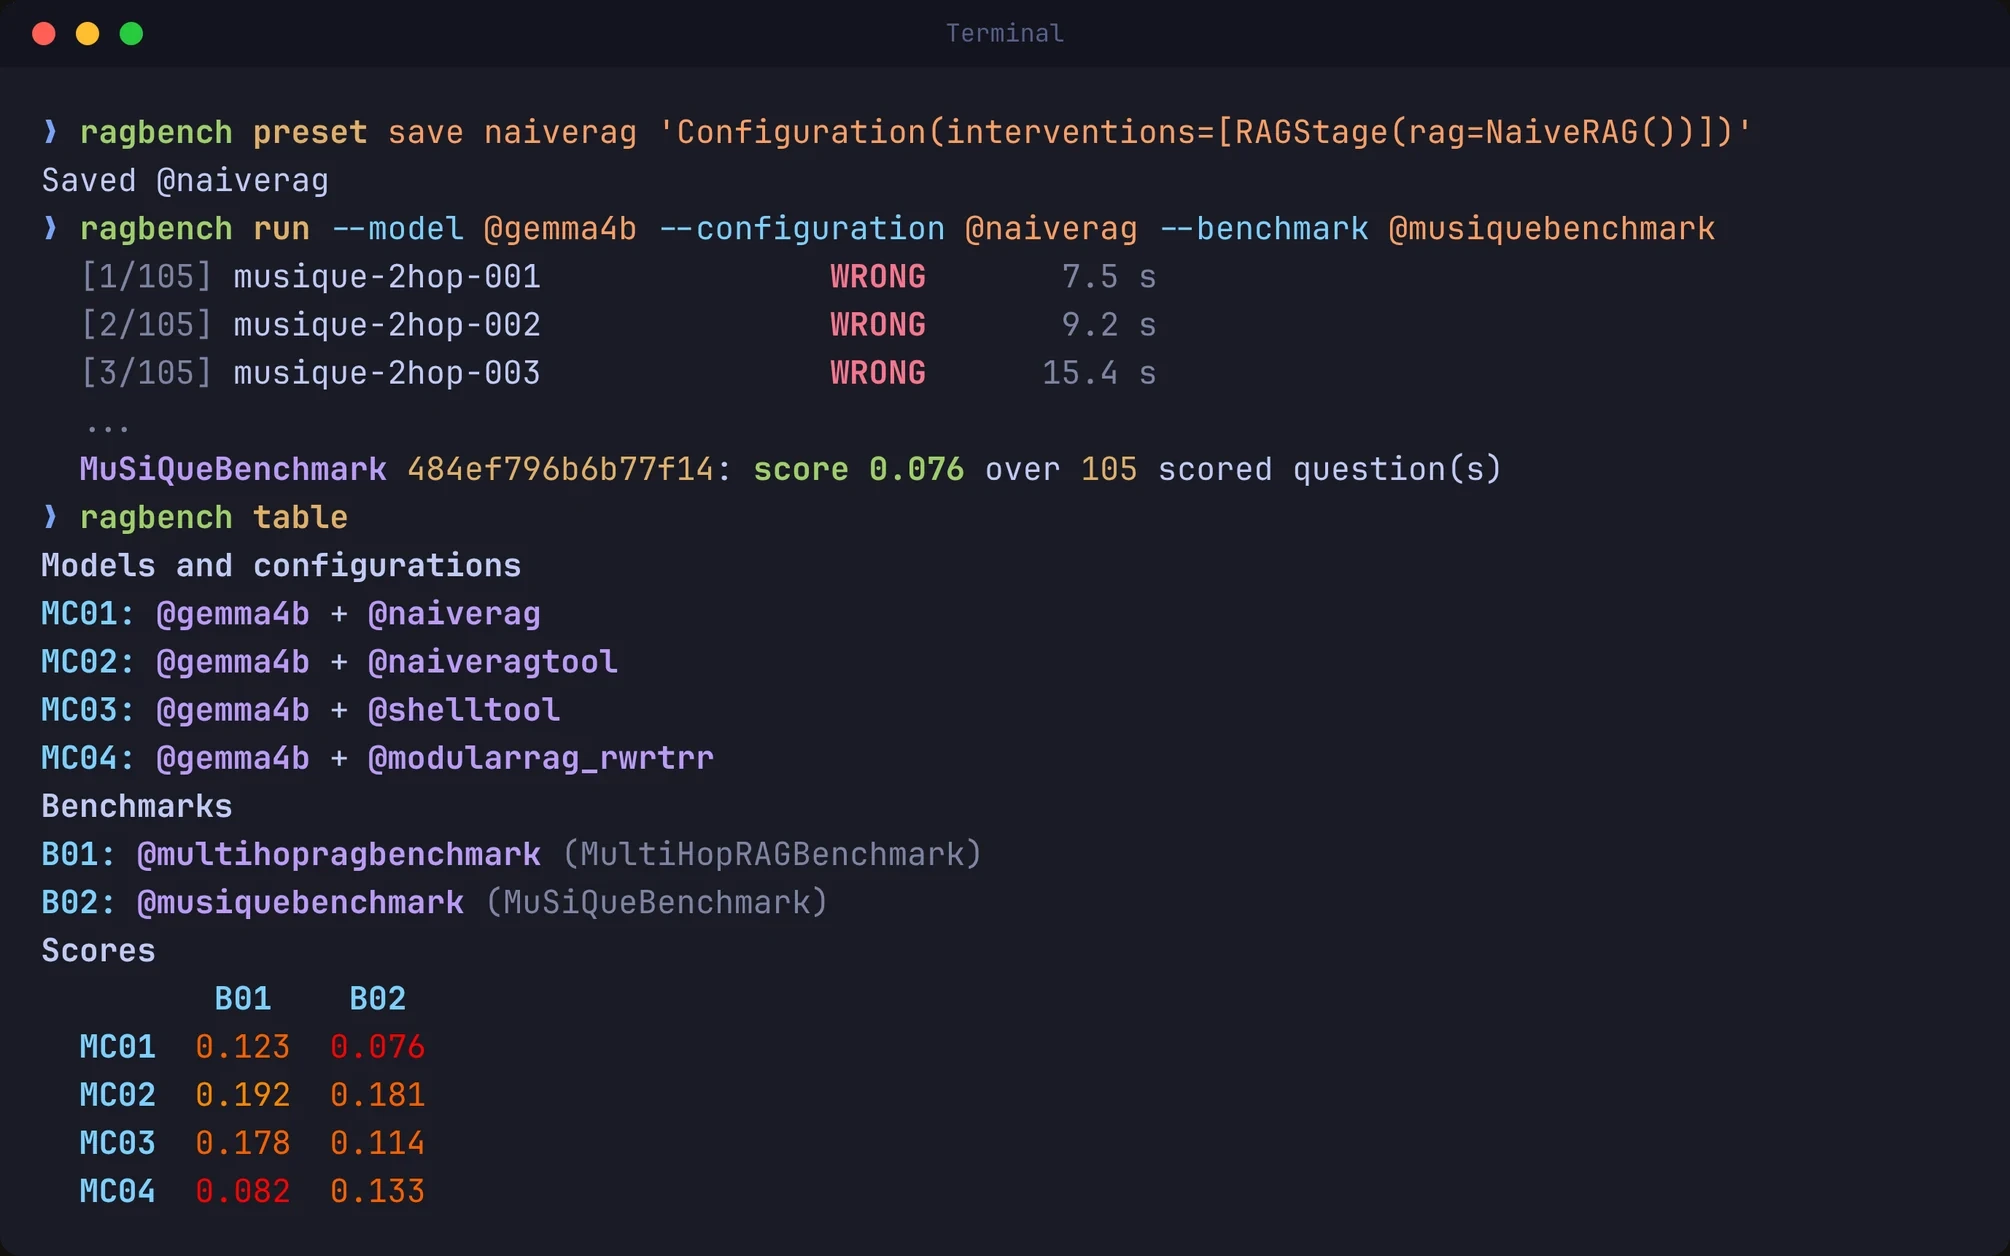 Terminal
❯ ragbench preset save naiverag 'Configuration(interventions=[RAGStage(rag=NaiveRAG())])'
Saved @naiverag
❯ ragbench run --model @gemma4b --configuration @naiverag --benchmark @musiquebenchmark
[1/105] musique-2hop-001 WRONG 7.5 s
[2/105] musique-2hop-002 WRONG 9.2 s
[3/105] musique-2hop-003 WRONG 15.4 s
...
MuSiQueBenchmark 484ef796b6b77f14: score 0.076 over 105 scored question(s)
❯ ragbench table
Models and configurations
MC01: @gemma4b + @naiverag
MC02: @gemma4b + @naiveragtool
MC03: @gemma4b + @shelltool
MC04: @gemma4b + @modularrag_rwrtrr
Benchmarks
B01: @multihopragbenchmark (MultiHopRAGBenchmark)
B02: @musiquebenchmark (MuSiQueBenchmark)
Scores
B01 B02
MC01 0.123 0.076
MC02 0.192 0.181
MC03 0.178 0.114
MC04 0.082 0.133